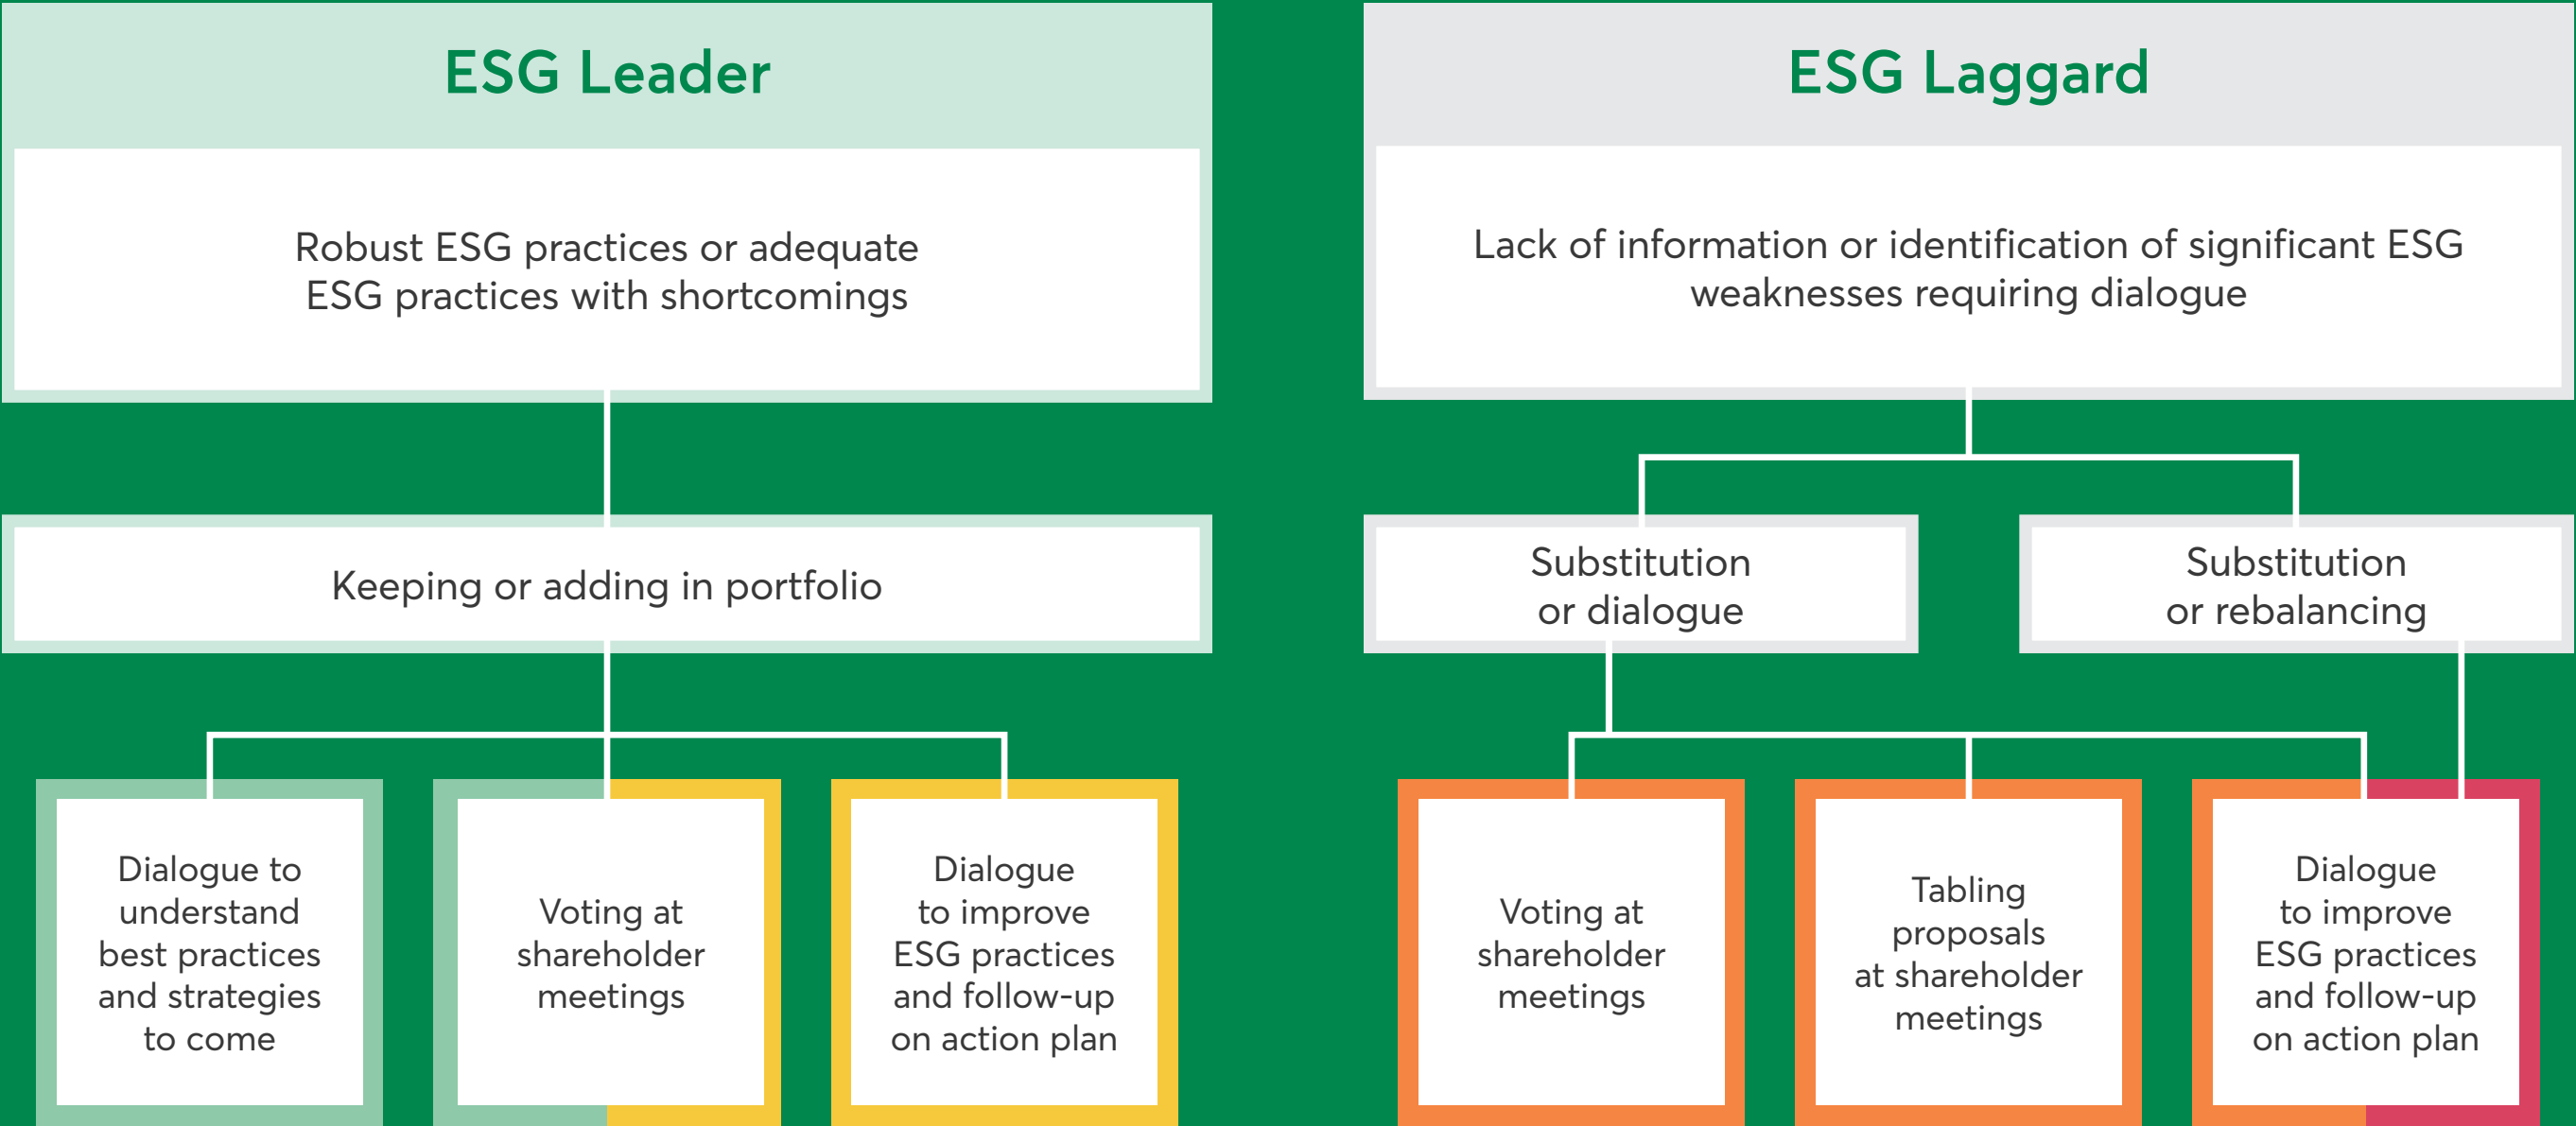 ESG Leader
Robust ESG practices or adequate
ESG practices with shortcomings
Keeping or adding in portfolio
Dialogue to
understand
best practices
and strategies
to come
Voting at
shareholder
meetings
Dialogue
to improve
ESG practices
and follow-up
on action plan
ESG Laggard
Lack of information or identification of significant ESG
weaknesses requiring dialogue
Substitution
or dialogue
Substitution
or rebalancing
Voting at
shareholder
meetings
Tabling
proposals
at shareholder
meetings
Dialogue
to improve
ESG practices
and follow-up
on action plan